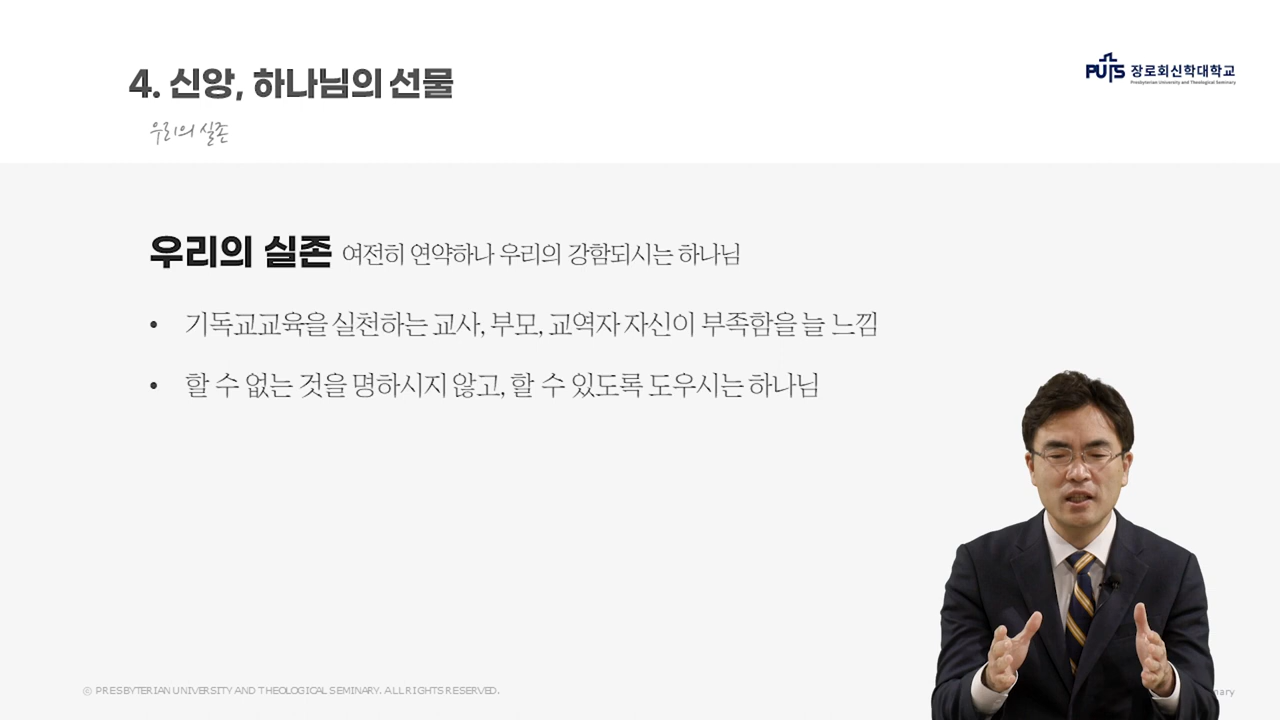 4. 신앙, 하나님의 선물
우리의 실존
PUTS 장로회신학대학교
Presbyterian University and Theological Seminary
우리의 실존 여전히 연약하나 우리의 강함되시는 하나님
• 기독교교육을 실천하는 교사, 부모, 교역자 자신이 부족함을 늘 느낌
• 할 수 없는 것을 명하시지 않고, 할 수 있도록 도우시는 하나님
© PRESBYTERIAN UNIVERSITY AND THEOLOGICAL SEMINARY. ALL RIGHTS RESERVED.